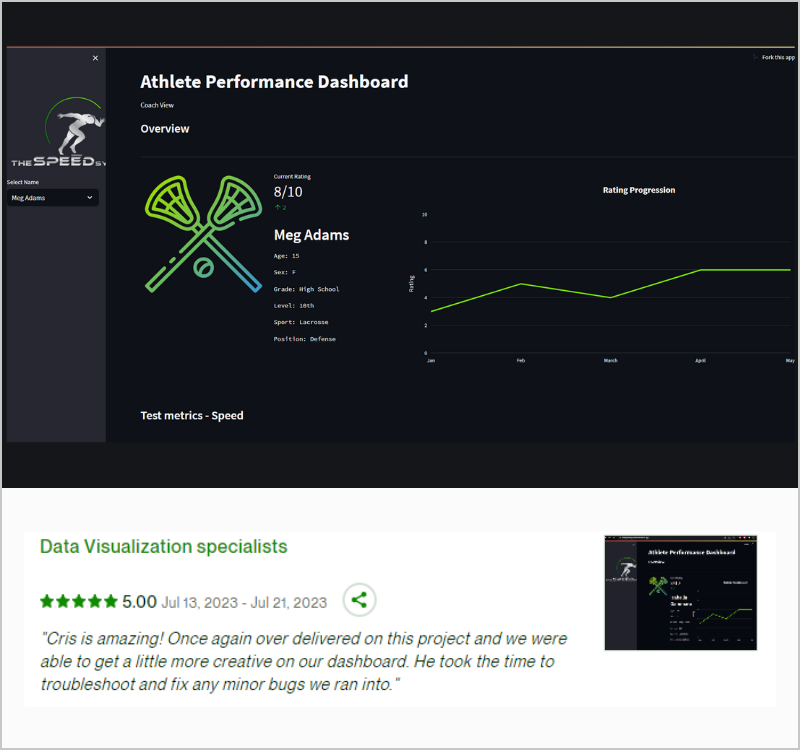 Fork this app
Athlete Performance Dashboard
Coach View
Overview
THE SPEED SY
Select Name
Meg Adams
Current Rating
8/10
↑ 2
Meg Adams
Age: 15
Sex: F
Grade: High School
Level: 10th
Sport: Lacrosse
Position: Defense
Rating Progression
10
8
6
4
2
0
Rating
Jan Feb March April May
Test metrics - Speed
Data Visualization specialists
5.00 Jul 13, 2023 - Jul 21, 2023
"Cris is amazing! Once again over delivered on this project and we were
able to get a little more creative on our dashboard. He took the time to
troubleshoot and fix any minor bugs we ran into."
Athlete Performance Dashboard
Overview